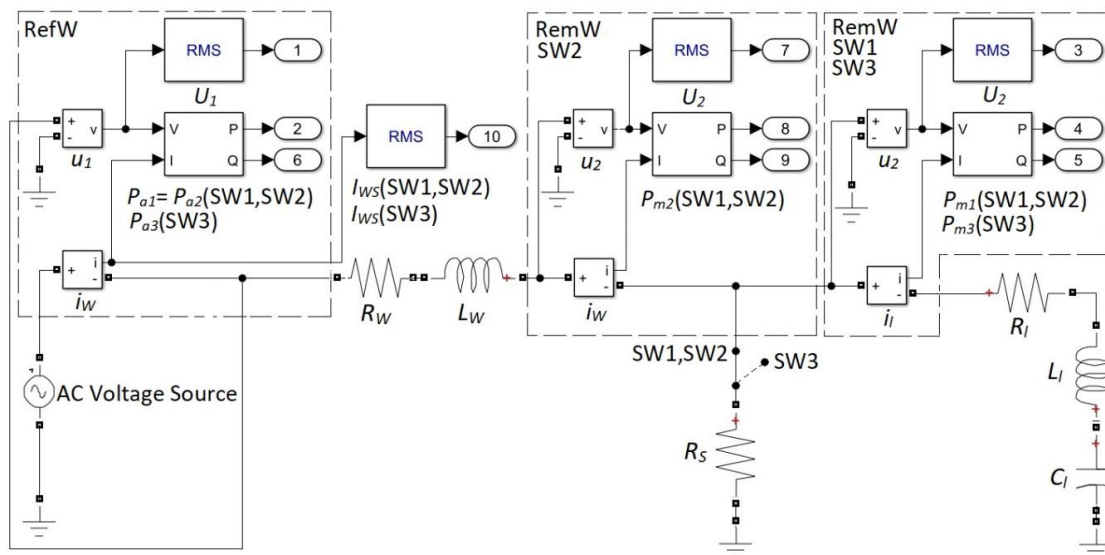 RefW
RMS
1
U1
+
-
v
u1
V
I
P
Q
2
6
Pa1= Pa2(SW1,SW2)
Pa3(SW3)
RMS
10
IWS(SW1,SW2)
IWS(SW3)
+
i
-
iW
AC Voltage Source
RW
LW
RemW
SW2
RMS
7
U2
+
-
v
u2
V
I
P
Q
8
9
Pm2(SW1,SW2)
+
i
-
iW
SW1,SW2
SW3
RS
RemW
SW1
SW3
RMS
3
U2
+
-
v
u2
V
I
P
Q
4
5
Pm1(SW1,SW2)
Pm3(SW3)
+
i
-
il
Rl
Ll
Cl